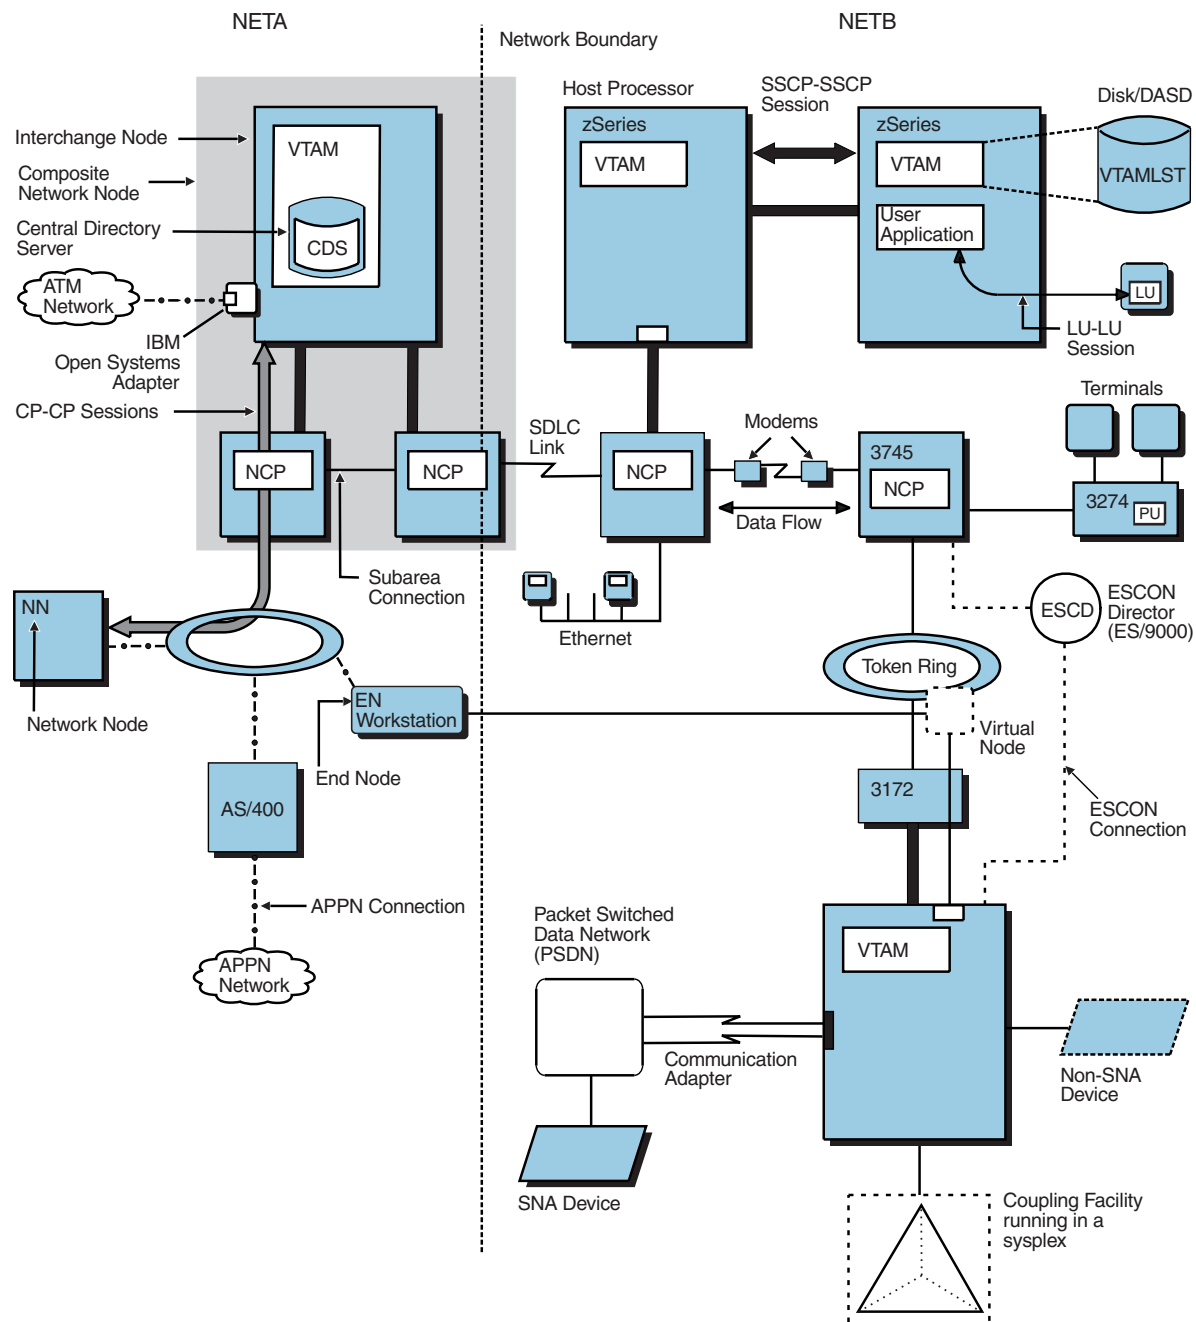 NETA
NETB
Network Boundary
Host Processor
SSCP-SSCP
Session
Disk/DASD
zSeries
VTAM
zSeries
VTAM
VTAMLST
User
Application
LU
LU-LU
Session
Interchange Node
Composite
Network Node
Central Directory
Server
VTAM
CDS
ATM
Network
IBM
Open Systems
Adapter
CP-CP Sessions
NCP
NCP
SDLC
Link
NCP
Modems
3745
NCP
Terminals
3274
PU
Data Flow
Subarea
Connection
Ethernet
ESCD
ESCON
Director
(ES/9000)
NN
Network Node
Token Ring
EN
Workstation
Virtual
Node
End Node
AS/400
3172
ESCON
Connection
APPN Connection
APPN
Network
Packet Switched
Data Network
(PSDN)
VTAM
Communication
Adapter
Non-SNA
Device
SNA Device
Coupling Facility
running in a
sysplex